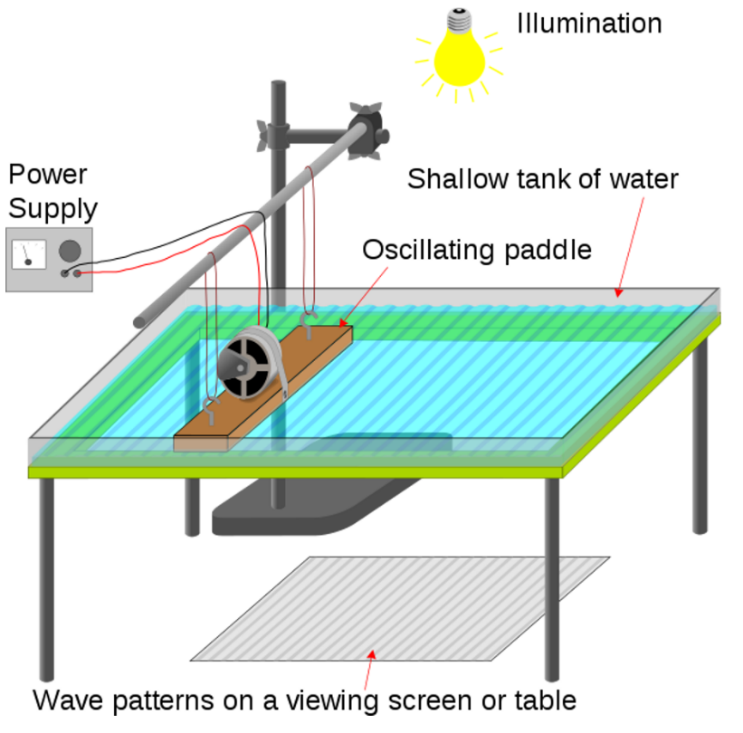 Illumination
Power
Supply
Shallow tank of water
Oscillating paddle
Wave patterns on a viewing screen or table